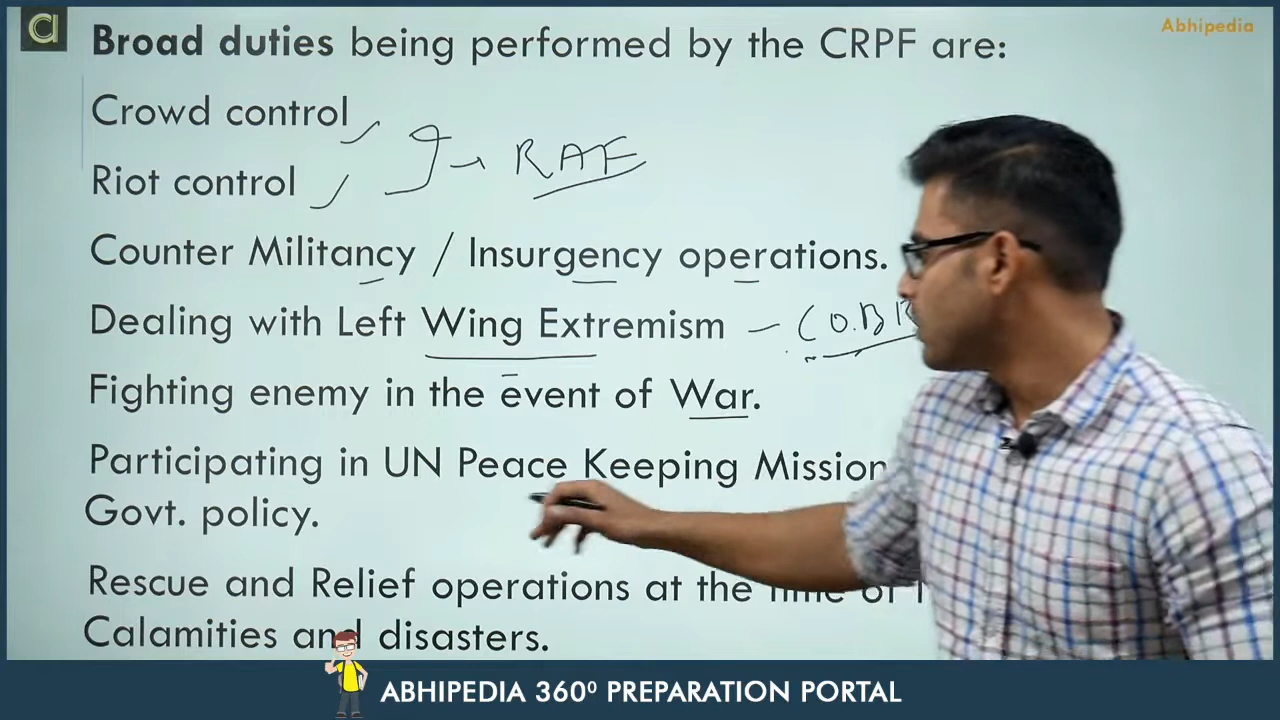 Abhipedia
Broad duties being performed by the CRPF are:
Crowd control
Riot control
RAF
Counter Militancy / Insurgency operations.
Dealing with Left Wing Extremism
Fighting enemy in the event of War.
Participating in UN Peace Keeping Mission
Govt. policy.
Rescue and Relief operations at the time of
Calamities and disasters.
ABHIPEDIA 360° PREPARATION PORTAL